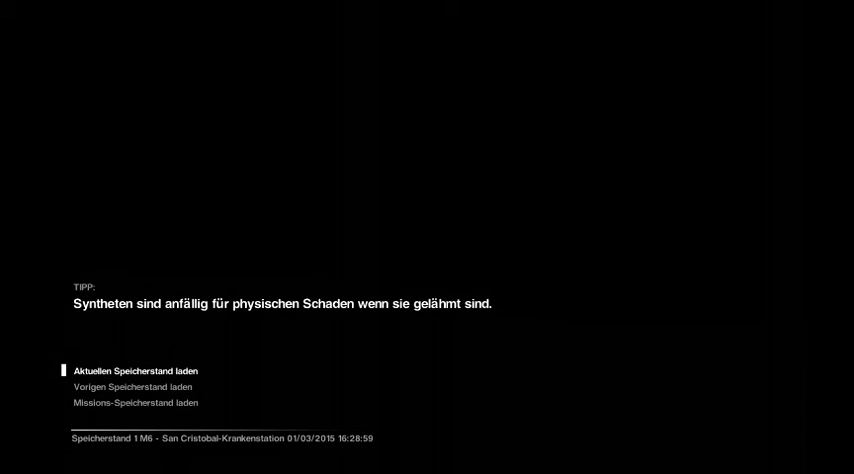 TIPP:
Syntheten sind anfällig für physischen Schaden wenn sie gelähmt sind.
Aktuellen Speicherstand laden
Vorigen Speicherstand laden
Missions-Speicherstand laden
Speicherstand 1 M6 - San Cristobal-Krankenstation 01/03/2015 16:28:59